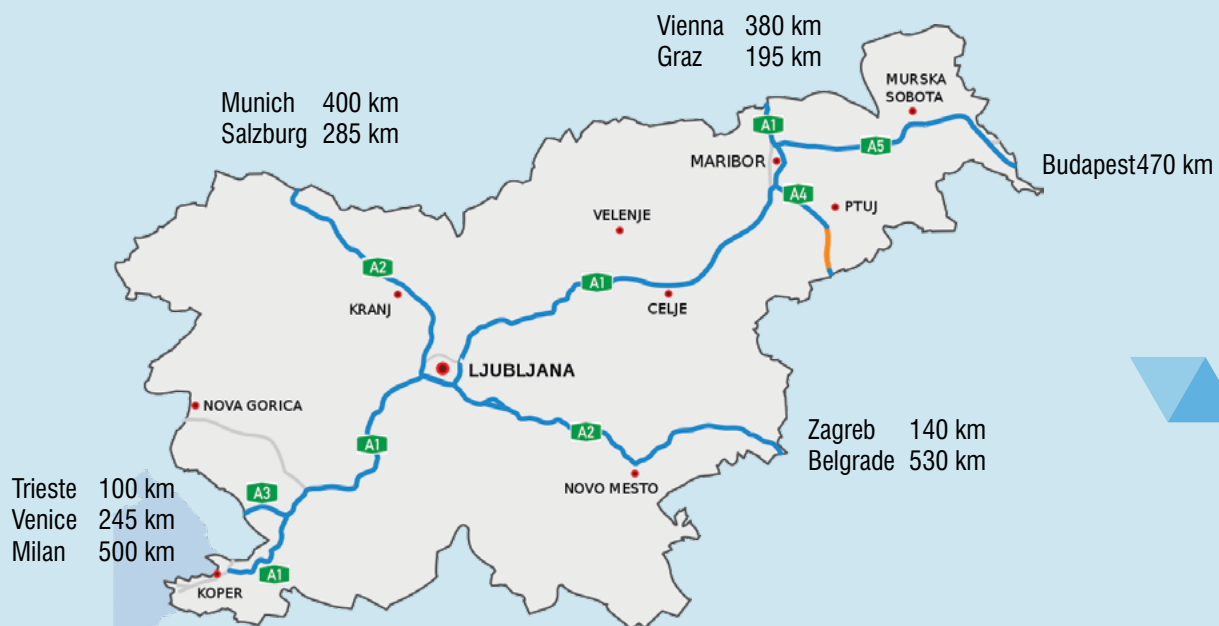 Vienna 380 km
Graz 195 km
MURSKA
SOBOTA
Munich 400 km
Salzburg 285 km
A1
A5
MARIBOR
Budapest470 km
A4
PTUJ
VELENJE
A2
A1
KRANJ
CELJE
LJUBLJANA
NOVA GORICA
A1
A2
Zagreb 140 km
Belgrade 530 km
NOVO MESTO
Trieste 100 km
Venice 245 km
Milan 500 km
A3
A1
KOPER